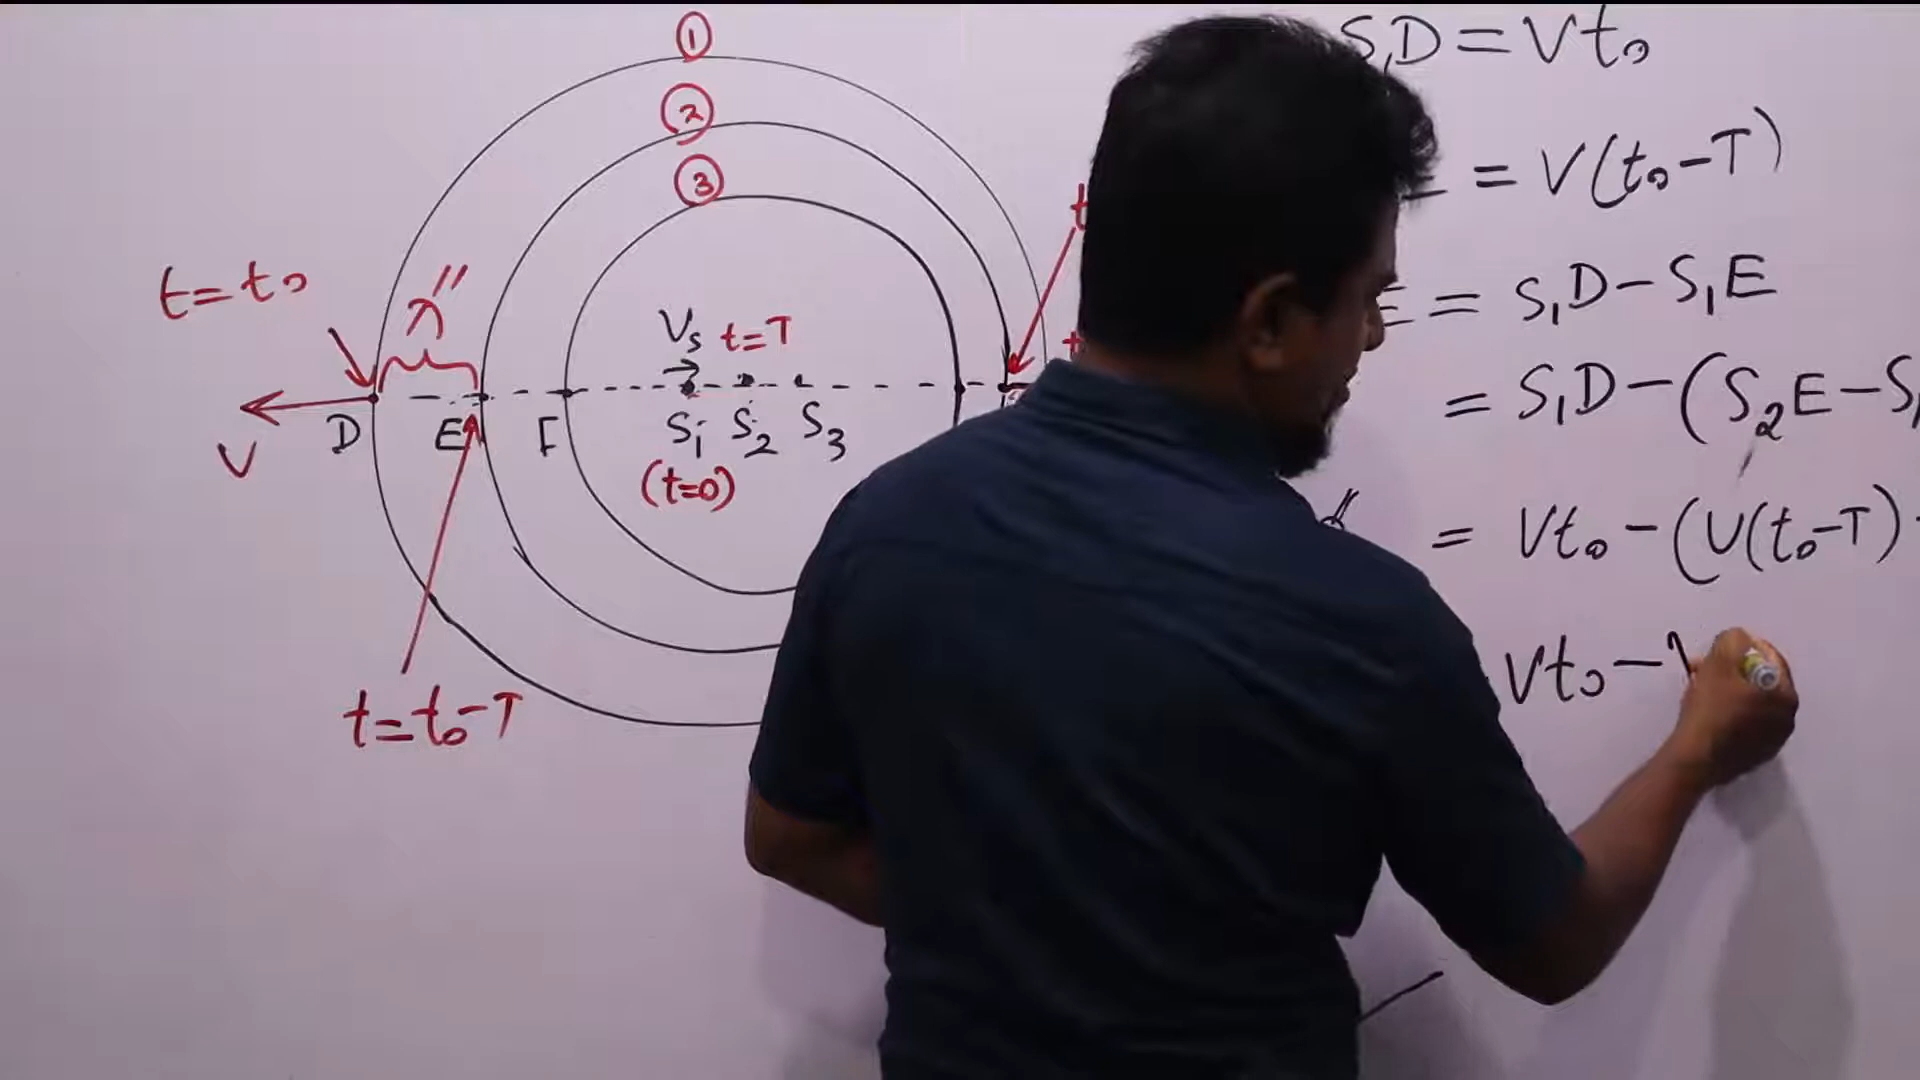 ①
②
③
t=t₀
λ″
Vₛ t=T
V
D E F S₁ S₂ S₃
(t=0)
t=t₀-T
t
S₁D=Vt₀
= V(t₀-T)
= S₁D-S₁E
= S₁D-(S₂E-S₁
= Vt₀-(V(t₀-T)
Vt₀-